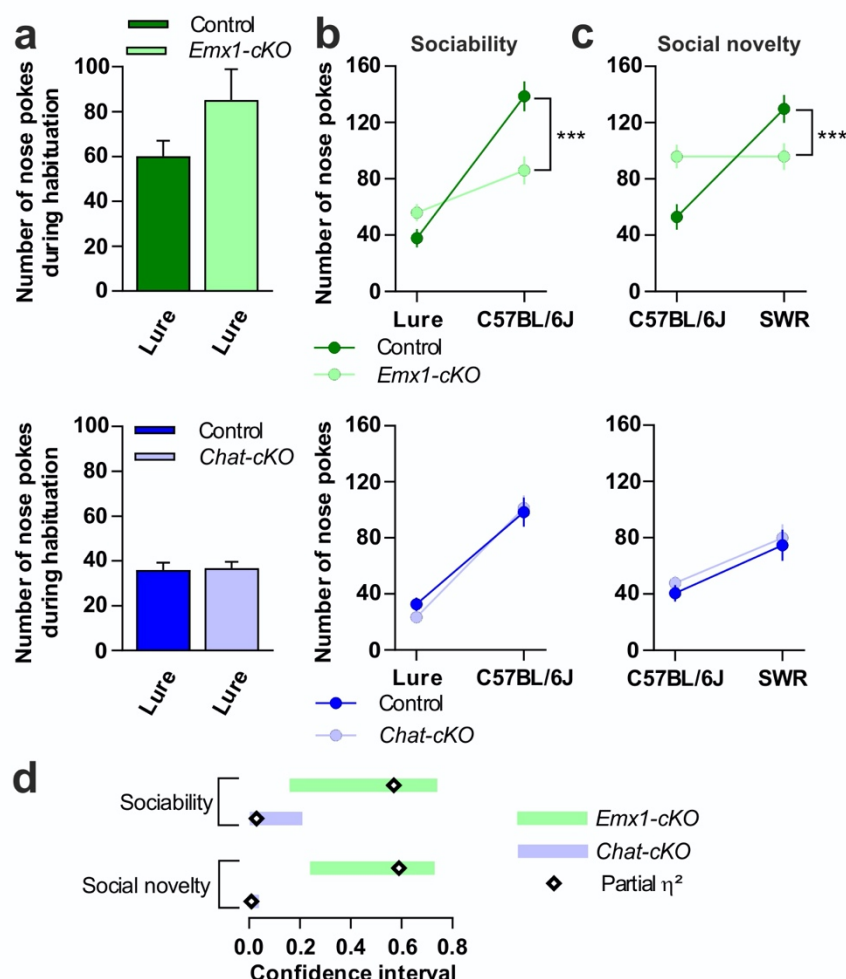 a
Control
Emx1-cKO
Number of nose pokes
during habituation
100
80
60
40
20
0
Lure
Lure
b
Sociability
Number of nose pokes
160
120
80
40
0
***
Lure
C57BL/6J
Control
Emx1-cKO
c
Social novelty
160
120
80
40
0
***
C57BL/6J
SWR
Number of nose pokes
during habituation
100
80
60
40
20
0
Control
Chat-cKO
Lure
Lure
Number of nose pokes
160
120
80
40
0
Lure
C57BL/6J
Control
Chat-cKO
160
120
80
40
0
C57BL/6J
SWR
d
Sociability
Social novelty
0.0 0.2 0.4 0.6 0.8
Confidence interval
Emx1-cKO
Chat-cKO
Partial η²